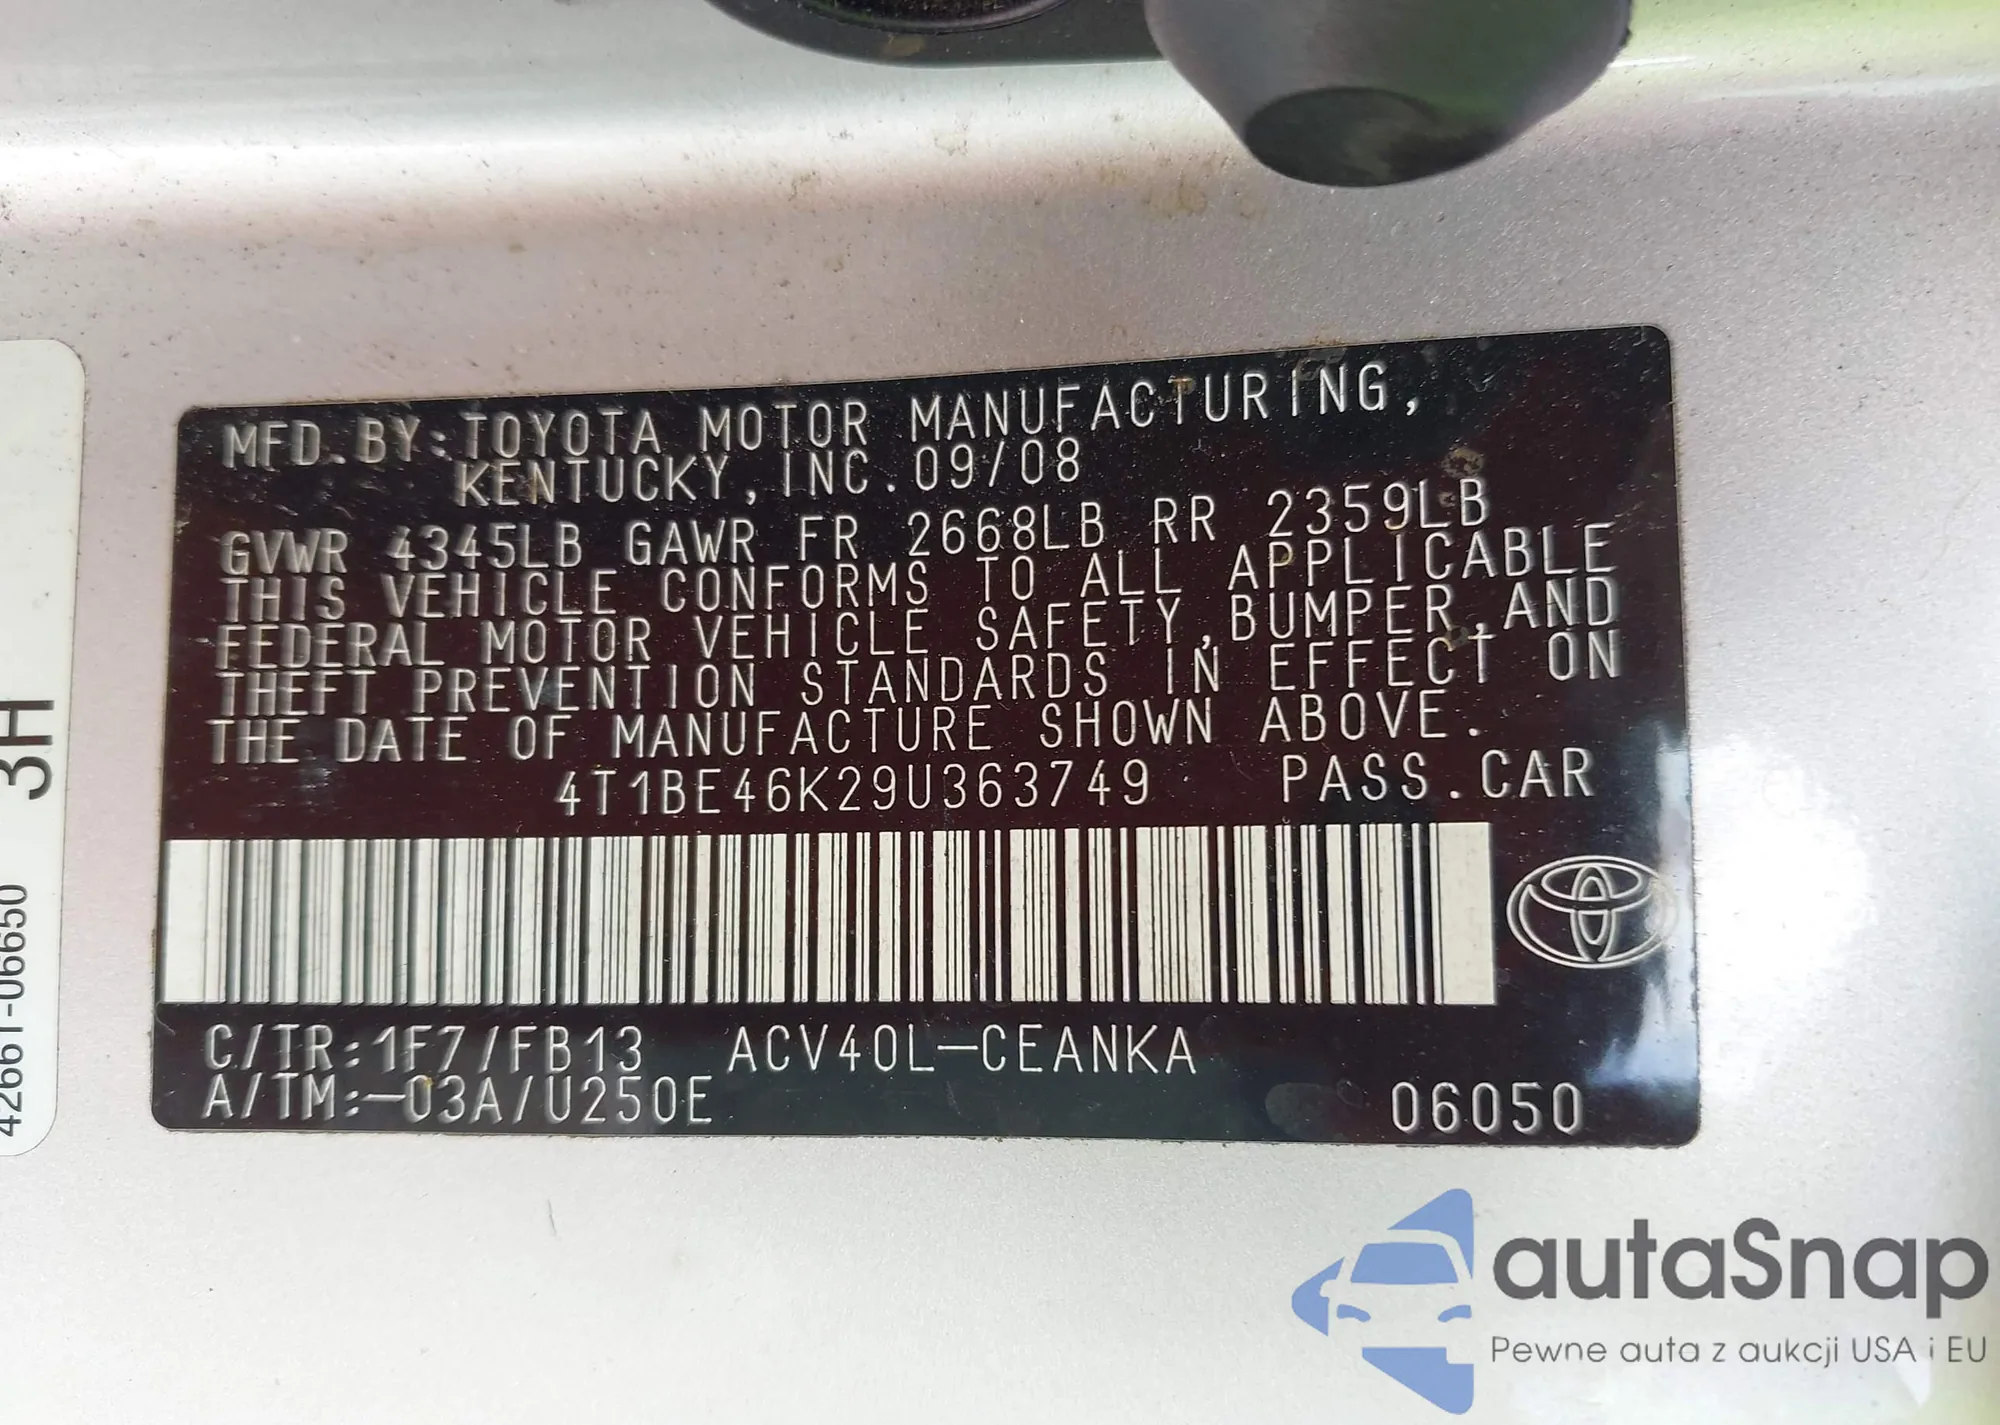 MFD.BY:TOYOTA MOTOR MANUFACTURING,
KENTUCKY,INC.09/08
GVWR 4345LB GAWR FR 2668LB RR 2359LB
THIS VEHICLE CONFORMS TO ALL APPLICABLE
FEDERAL MOTOR VEHICLE SAFETY,BUMPER,AND
THEFT PREVENTION STANDARDS IN EFFECT ON
THE DATE OF MANUFACTURE SHOWN ABOVE.
4T1BE46K29U363749 PASS.CAR
C/TR:1F7/FB13 ACV40L-CEANKA
A/TM:-03A/U250E 06050
3H
42661-06650
autaSnap
Pewne auta z aukcji USA i EU